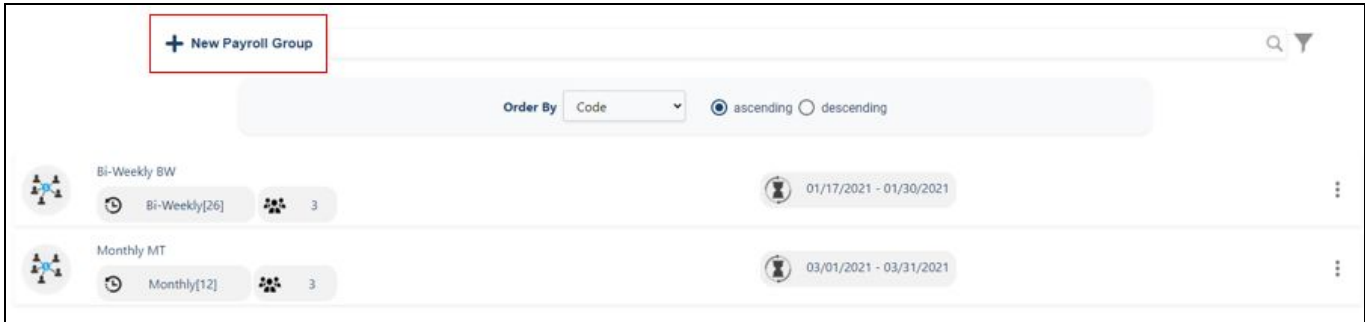 New Payroll Group
Order By Code ascending descending
Bi-Weekly BW
Bi-Weekly[26] 3
01/17/2021 - 01/30/2021
Monthly MT
Monthly[12] 3
03/01/2021 - 03/31/2021